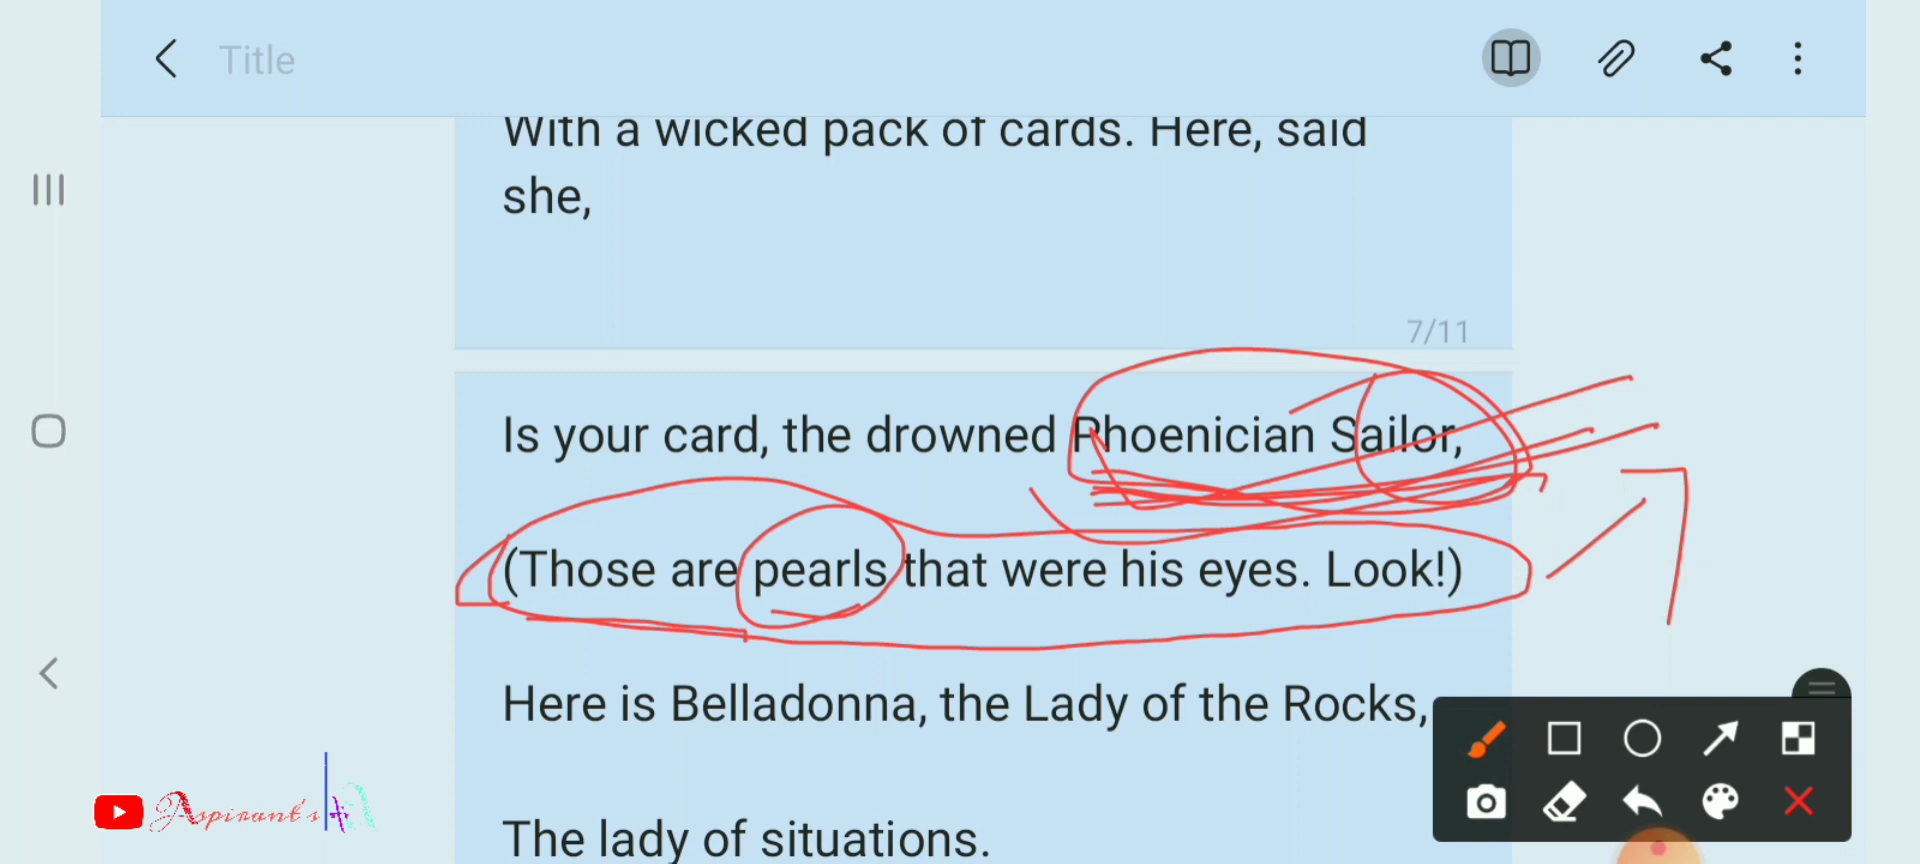 Title
With a wicked pack of cards. Here, said
she,
7/11
Is your card, the drowned Phoenician Sailor,
(Those are pearls that were his eyes. Look!)
Here is Belladonna, the Lady of the Rocks,
The lady of situations.
Aspirant's